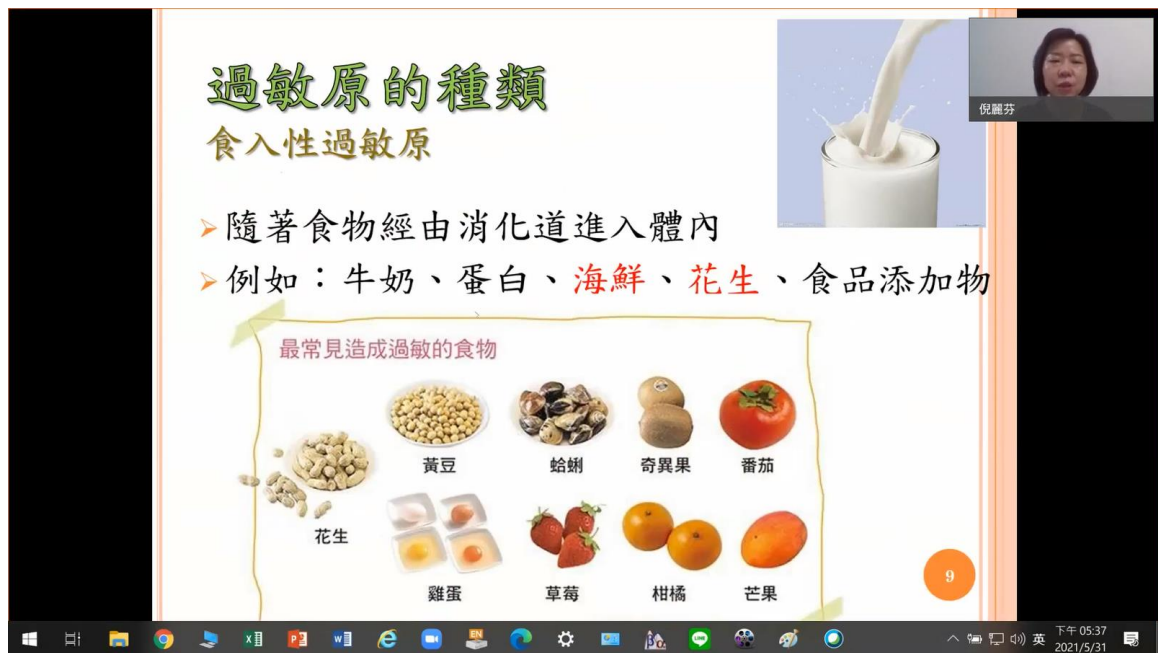 過敏原的種類
食入性過敏原
倪麗芬
隨著食物經由消化道進入體內
例如：牛奶、蛋白、海鮮、花生、食品添加物
最常見造成過敏的食物
黃豆
蛤蜊
奇異果
番茄
花生
雞蛋
草莓
柑橘
芒果
9
英
下午 05:37
2021/5/31